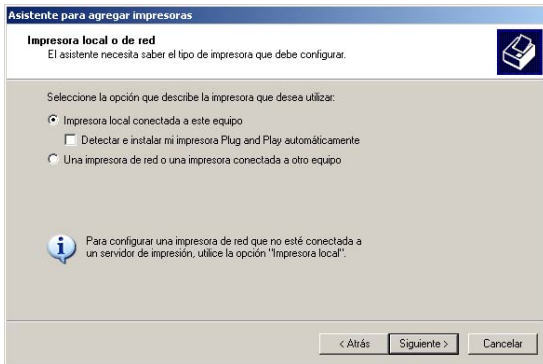 Asistente para agregar impresoras
Impresora local o de red
El asistente necesita saber el tipo de impresora que debe configurar.
Seleccione la opción que describe la impresora que desea utilizar:
Impresora local conectada a este equipo
Detectar e instalar mi impresora Plug and Play automáticamente
Una impresora de red o una impresora conectada a otro equipo
Para configurar una impresora de red que no esté conectada a
un servidor de impresión, utilice la opción "Impresora local".
< Atrás Siguiente > Cancelar